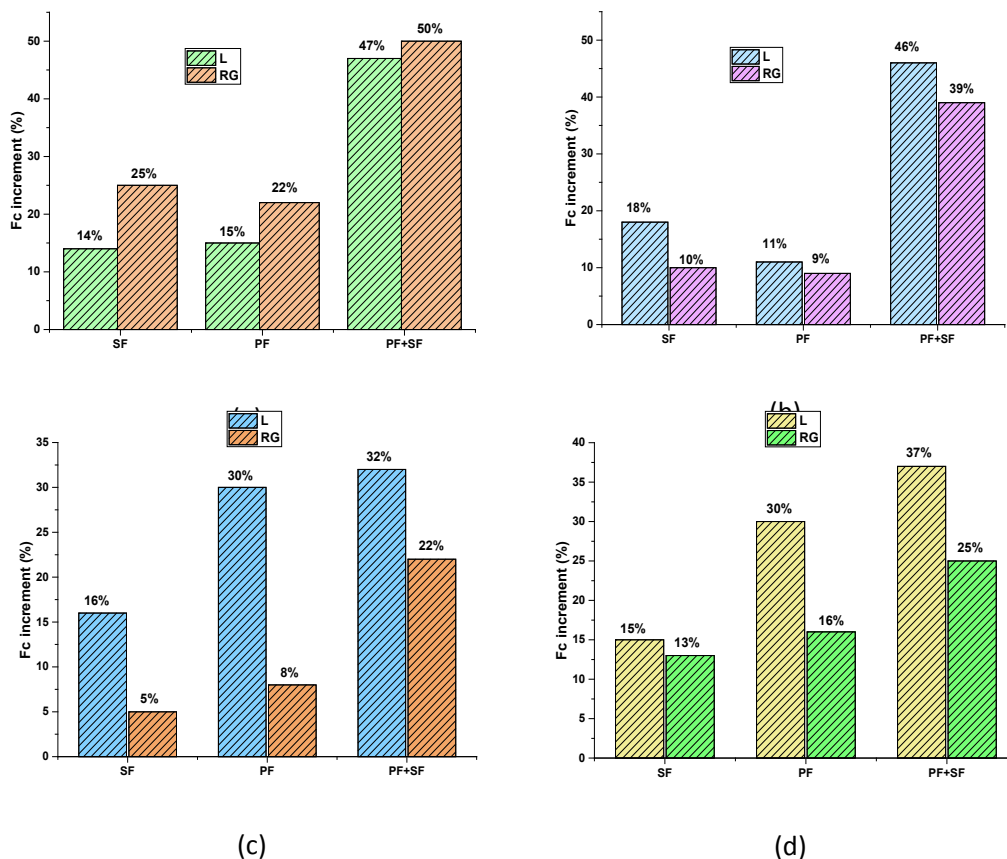 50
40
30
20
10
0
Fc increment (%)
L
RG
14%
25%
15%
22%
47%
50%
SF
PF
PF+SF
50
40
30
20
10
0
Fc increment (%)
L
RG
18%
10%
11%
9%
46%
39%
SF
PF
PF+SF
(b)
35
30
25
20
15
10
5
0
Fc increment (%)
L
RG
16%
5%
30%
8%
32%
22%
SF
PF
PF+SF
(c)
40
35
30
25
20
15
10
5
0
Fc increment (%)
L
RG
15%
13%
30%
16%
37%
25%
SF
PF
PF+SF
(d)